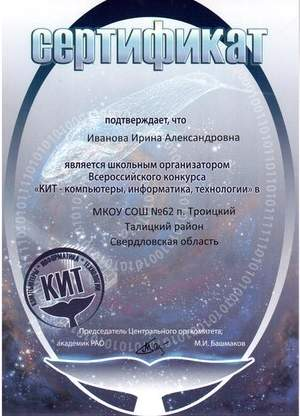 сертификат
подтверждает, что
Иванова Ирина Александровна
является школьным организатором
Всероссийского конкурса
«КИТ - компьютеры, информатика, технологии» в
МКОУ СОШ №62 п. Троицкий
Талицкий район
Свердловская область
КОМПЬЮТЕРЫ • ИНФОРМАТИКА • ТЕХНОЛОГИИ
КИТ
Председатель Центрального оргкомитета,
академик РАО М.И. Башмаков